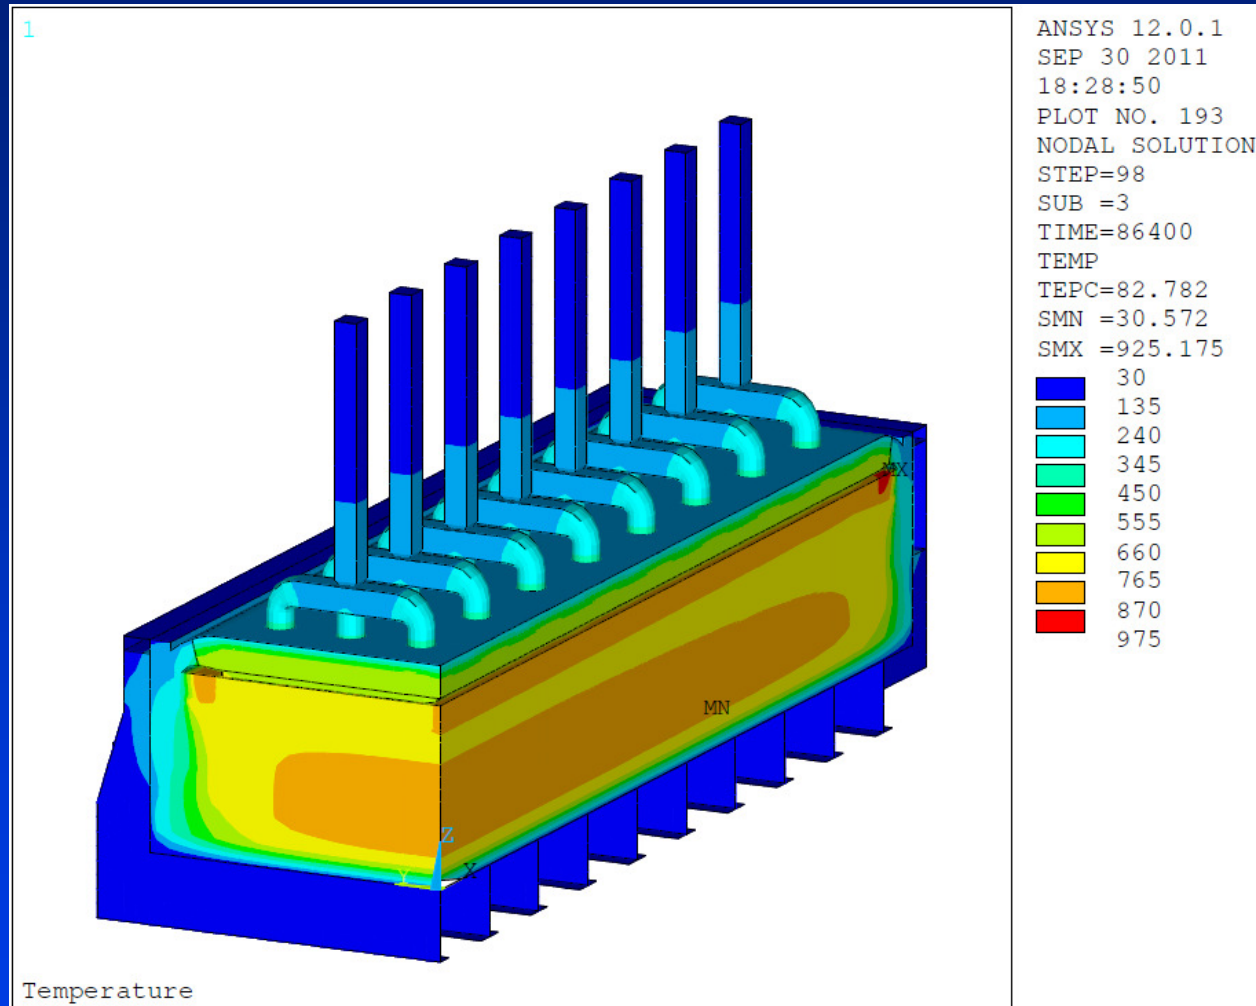 1
ANSYS 12.0.1
SEP 30 2011
18:28:50
PLOT NO. 193
NODAL SOLUTION
STEP=98
SUB =3
TIME=86400
TEMP
TEPC=82.782
SMN =30.572
SMX =925.175
30
135
240
345
450
555
660
765
870
975
MX
MN
Z
Y
X
Temperature